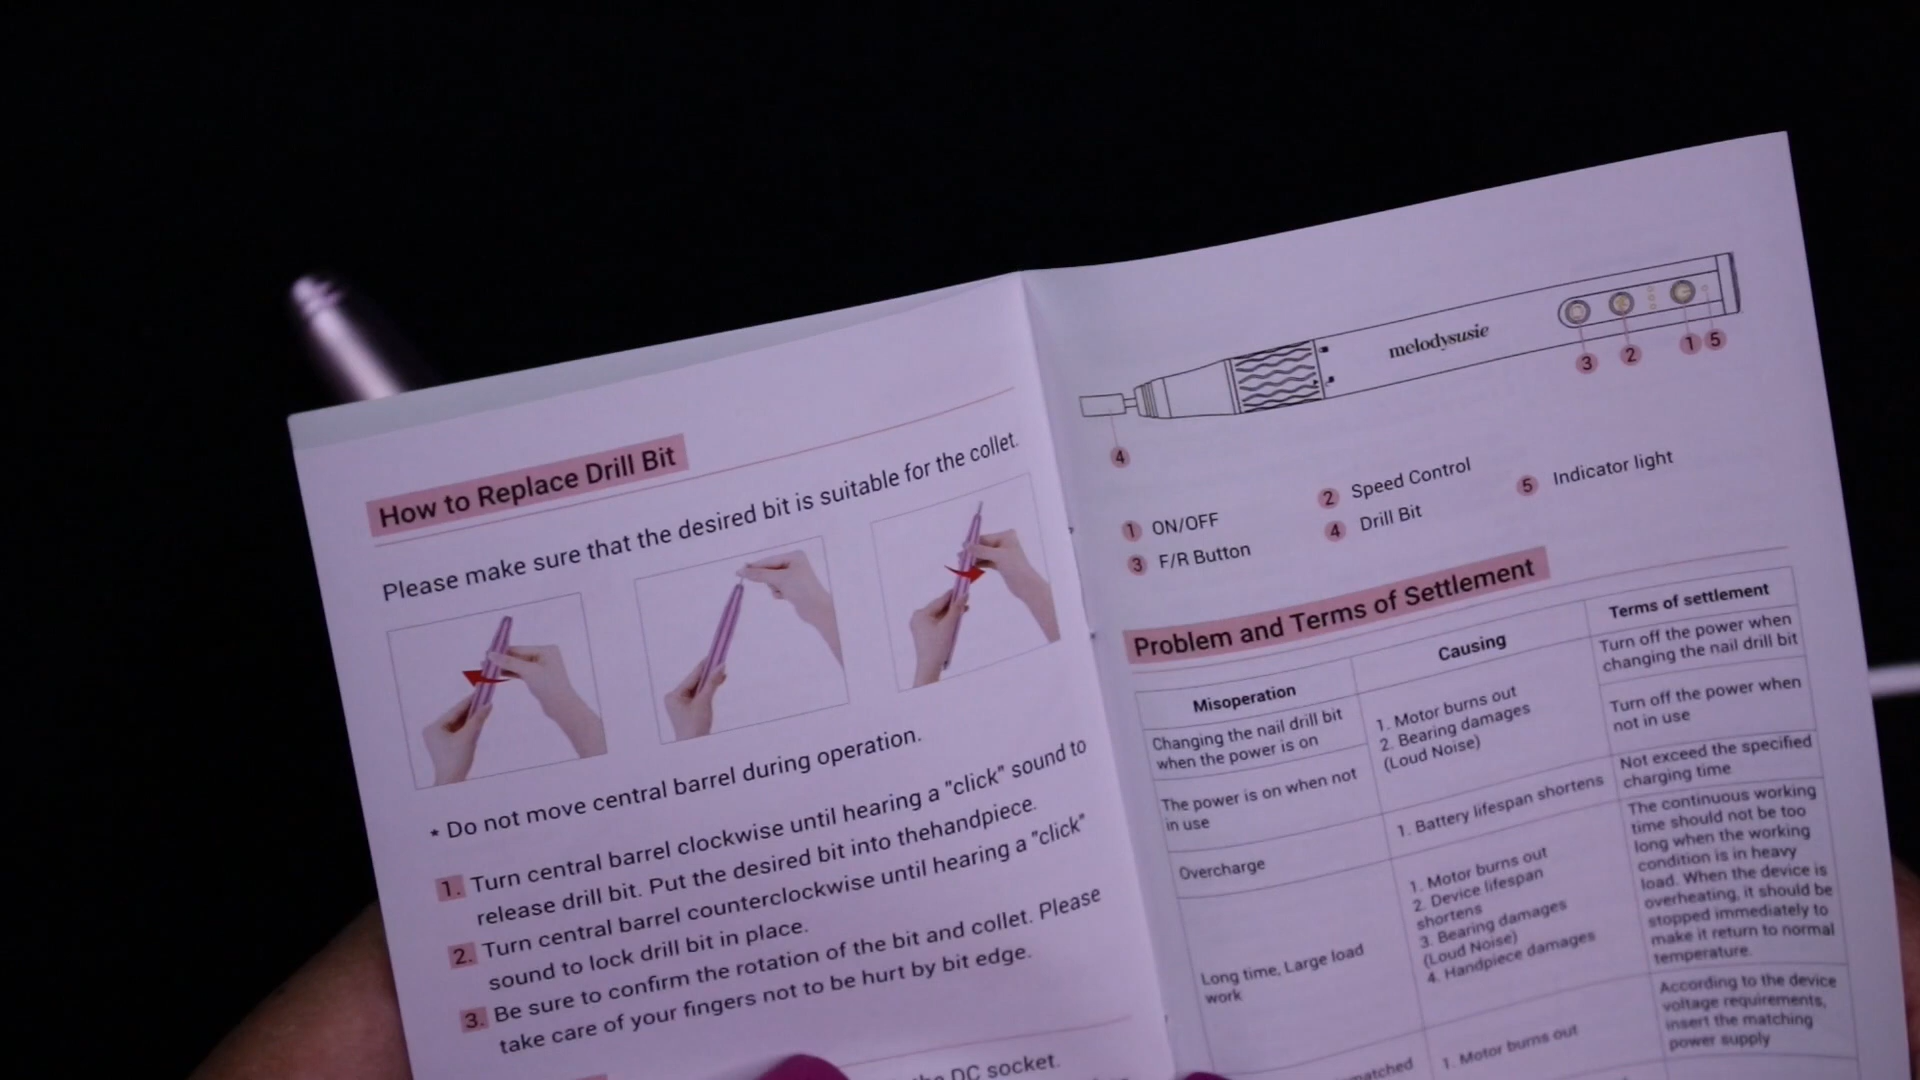 How to Replace Drill Bit
Please make sure that the desired bit is suitable for the collet.
* Do not move central barrel during operation.
1. Turn central barrel clockwise until hearing a "click" sound to
release drill bit. Put the desired bit into thehandpiece.
2. Turn central barrel counterclockwise until hearing a "click"
sound to lock drill bit in place.
3. Be sure to confirm the rotation of the bit and collet. Please
take care of your fingers not to be hurt by bit edge.
DC socket.
melodysusie
3 2 1 5
4
1 ON/OFF
2 Speed Control
5 Indicator light
3 F/R Button
4 Drill Bit
Problem and Terms of Settlement
Misoperation
Causing
Terms of settlement
Changing the nail drill bit
when the power is on
1. Motor burns out
2. Bearing damages
(Loud Noise)
Turn off the power when
changing the nail drill bit
The power is on when not
in use
Turn off the power when
not in use
Overcharge
1. Battery lifespan shortens
Not exceed the specified
charging time
Long time, Large load
work
1. Motor burns out
2. Device lifespan
shortens
3. Bearing damages
(Loud Noise)
4. Handpiece damages
The continuous working
time should not be too
long when the working
condition is in heavy
load. When the device is
overheating, it should be
stopped immediately to
make it return to normal
temperature.
1. Motor burns out
According to the device
voltage requirements,
insert the matching
power supply